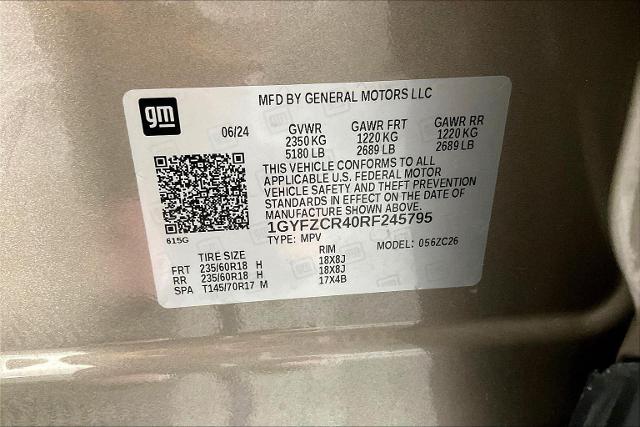 gm
MFD BY GENERAL MOTORS LLC
06/24
GVWR GAWR FRT GAWR RR
2350 KG 1220 KG 1220 KG
5180 LB 2689 LB 2689 LB
THIS VEHICLE CONFORMS TO ALL
APPLICABLE U.S. FEDERAL MOTOR
VEHICLE SAFETY AND THEFT PREVENTION
STANDARDS IN EFFECT ON THE DATE OF
MANUFACTURE SHOWN ABOVE.
1GYFZCR40RF245795
615G
TYPE: MPV MODEL: 056ZC26
TIRE SIZE RIM
FRT 235/60R18 H 18X8J
RR 235/60R18 H 18X8J
SPA T145/70R17 M 17X4B